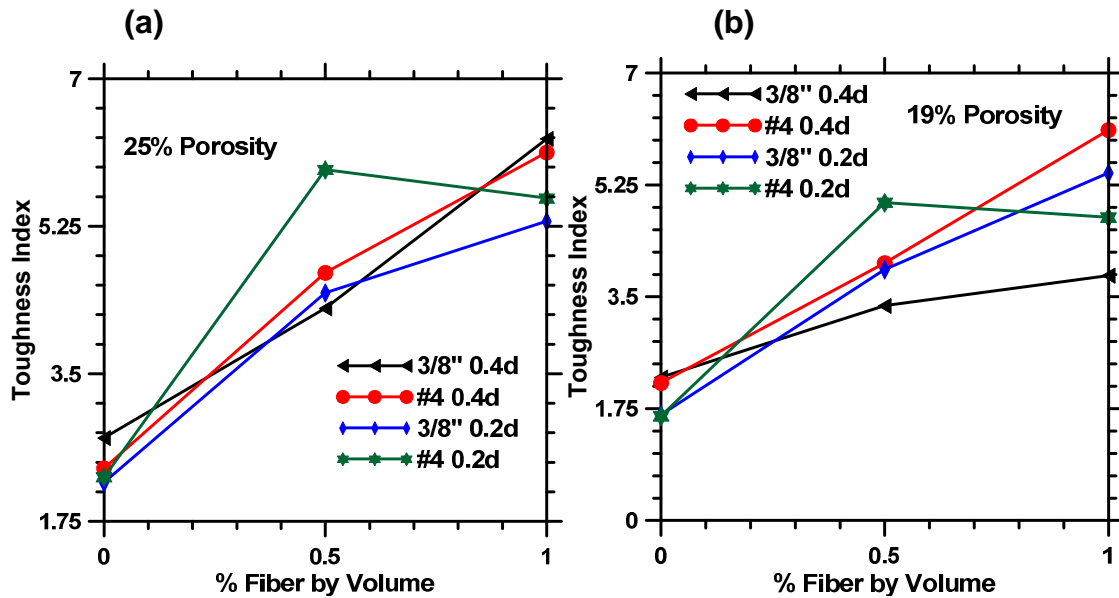 (a)
7
25% Porosity
5.25
3.5
1.75
Toughness Index
3/8" 0.4d
#4 0.4d
3/8" 0.2d
#4 0.2d
0
0.5
1
% Fiber by Volume
(b)
7
3/8" 0.4d
#4 0.4d
3/8" 0.2d
#4 0.2d
19% Porosity
5.25
3.5
1.75
0
Toughness Index
0
0.5
1
% Fiber by Volume